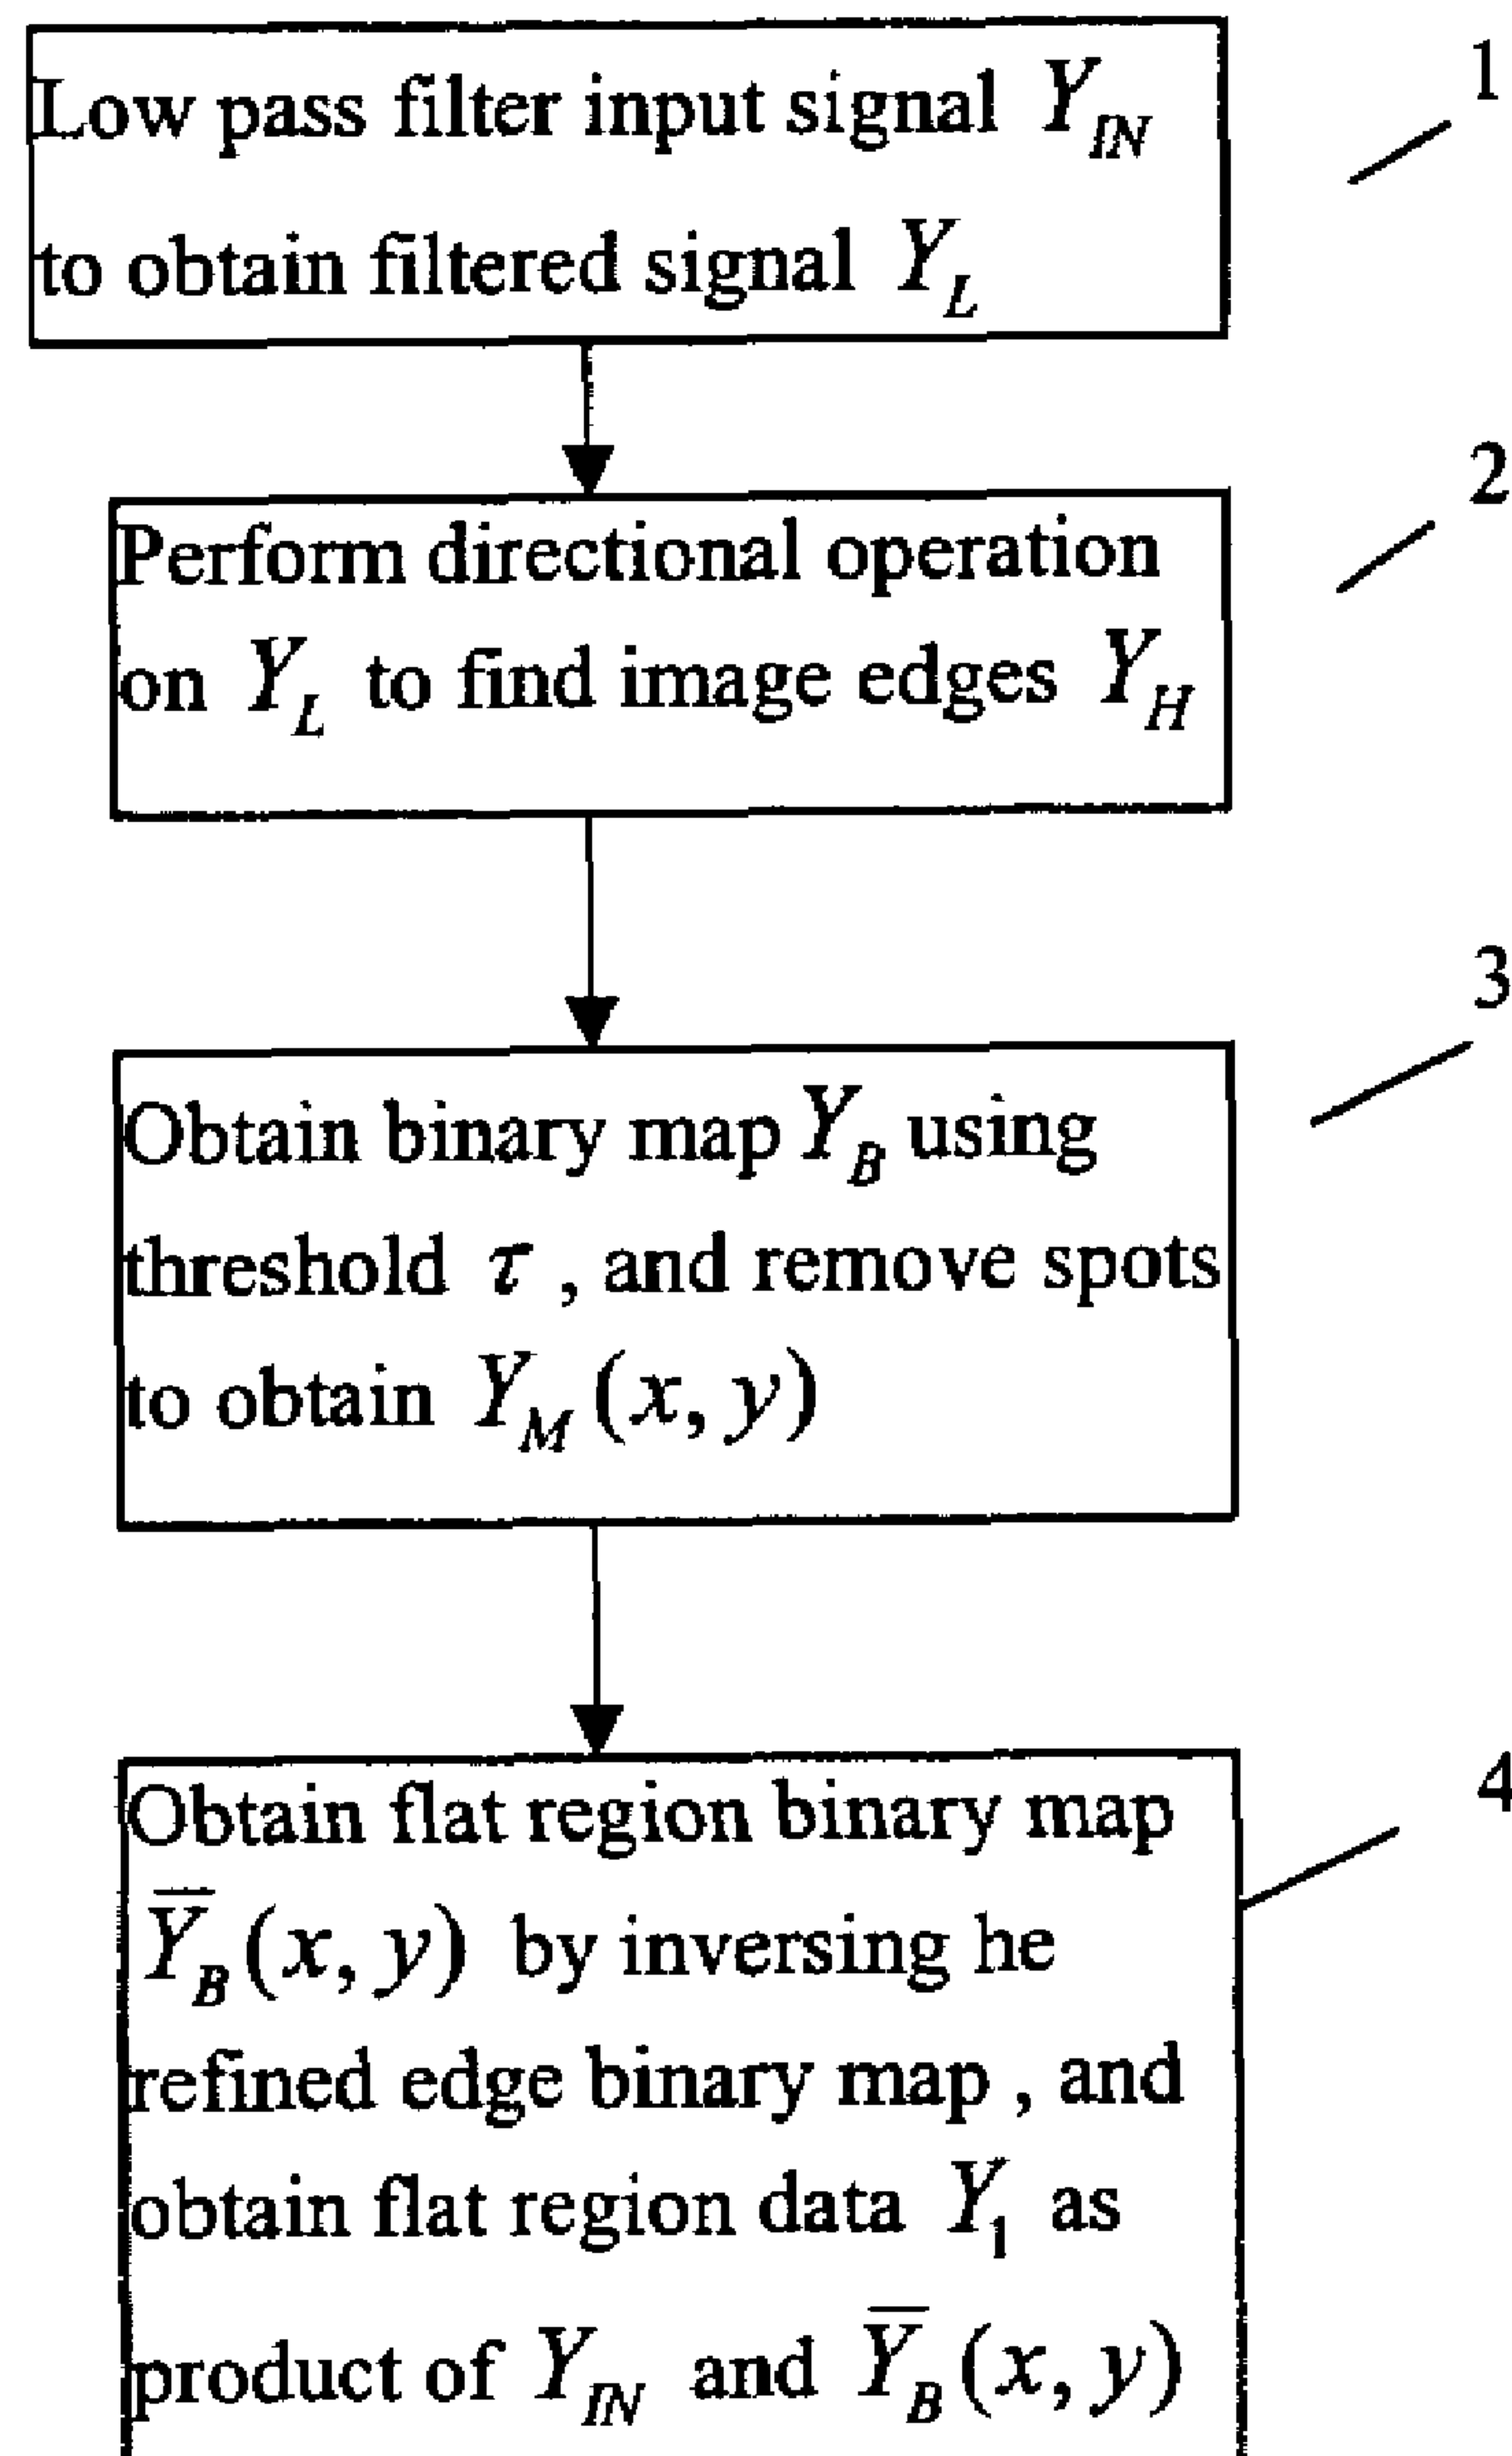 Low pass filter input signal Y_IN
1
to obtain filtered signal Y_L
2
Perform directional operation
on Y_L to find image edges Y_H
3
Obtain binary map Y_B using
threshold τ , and remove spots
to obtain Y_M (x, y)
4
Obtain flat region binary map
Y̅_B (x, y) by inversing he
refined edge binary map , and
obtain flat region data Y_1 as
product of Y_IN and Y̅_B (x, y)